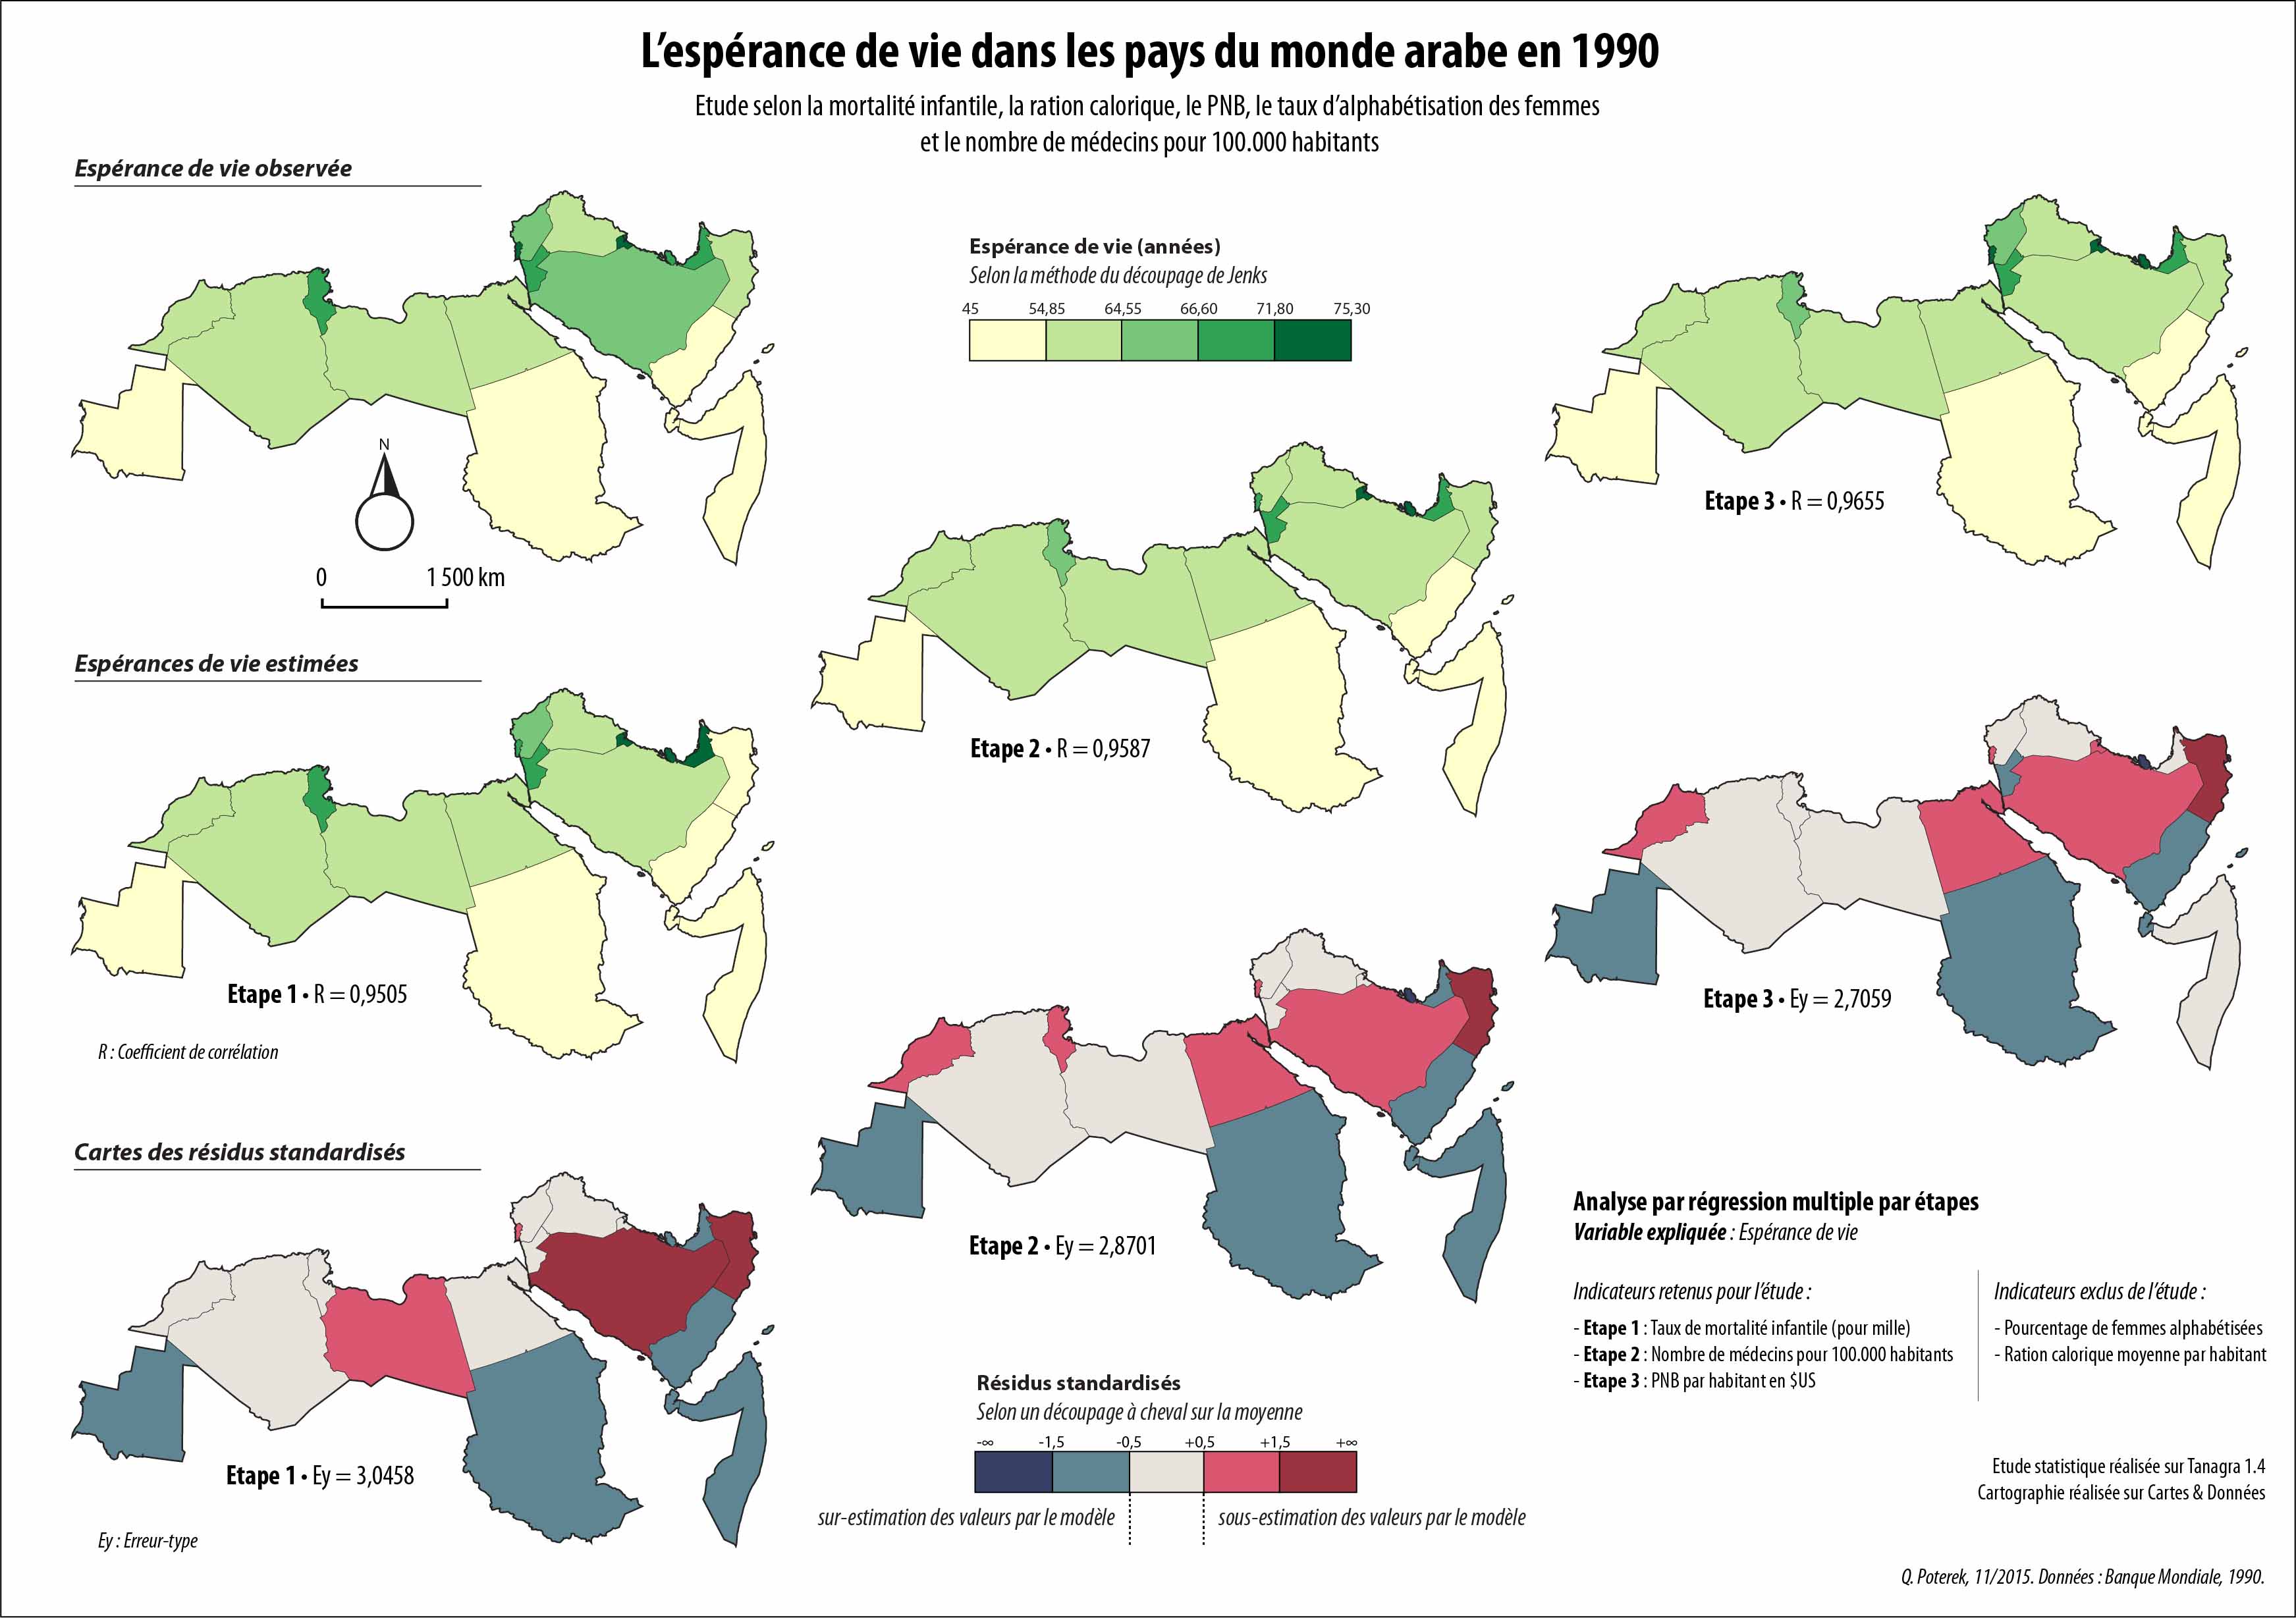 L’espérance de vie dans les pays du monde arabe en 1990
Etude selon la mortalité infantile, la ration calorique, le PNB, le taux d’alphabétisation des femmes
et le nombre de médecins pour 100.000 habitants
Espérance de vie observée
Espérance de vie (années)
Selon la méthode du découpage de Jenks
45 54,85 64,55 66,60 71,80 75,30
N
0 1 500 km
Etape 3 • R = 0,9655
Espérances de vie estimées
Etape 2 • R = 0,9587
Etape 1 • R = 0,9505
R : Coefficient de corrélation
Etape 3 • Ey = 2,7059
Cartes des résidus standardisés
Etape 2 • Ey = 2,8701
Etape 1 • Ey = 3,0458
Ey : Erreur-type
Résidus standardisés
Selon un découpage à cheval sur la moyenne
-∞ -1,5 -0,5 +0,5 +1,5 +∞
sur-estimation des valeurs par le modèle
sous-estimation des valeurs par le modèle
Analyse par régression multiple par étapes
Variable expliquée : Espérance de vie
Indicateurs retenus pour l’étude :
- Etape 1 : Taux de mortalité infantile (pour mille)
- Etape 2 : Nombre de médecins pour 100.000 habitants
- Etape 3 : PNB par habitant en $US
Indicateurs exclus de l’étude :
- Pourcentage de femmes alphabétisées
- Ration calorique moyenne par habitant
Etude statistique réalisée sur Tanagra 1.4
Cartographie réalisée sur Cartes & Données
Q. Poterek, 11/2015. Données : Banque Mondiale, 1990.